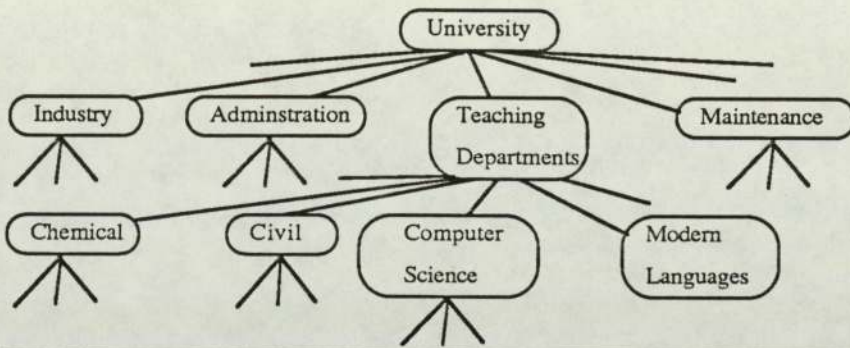 University
Industry
Adminstration
Teaching
Departments
Maintenance
Chemical
Civil
Computer
Science
Modern
Languages